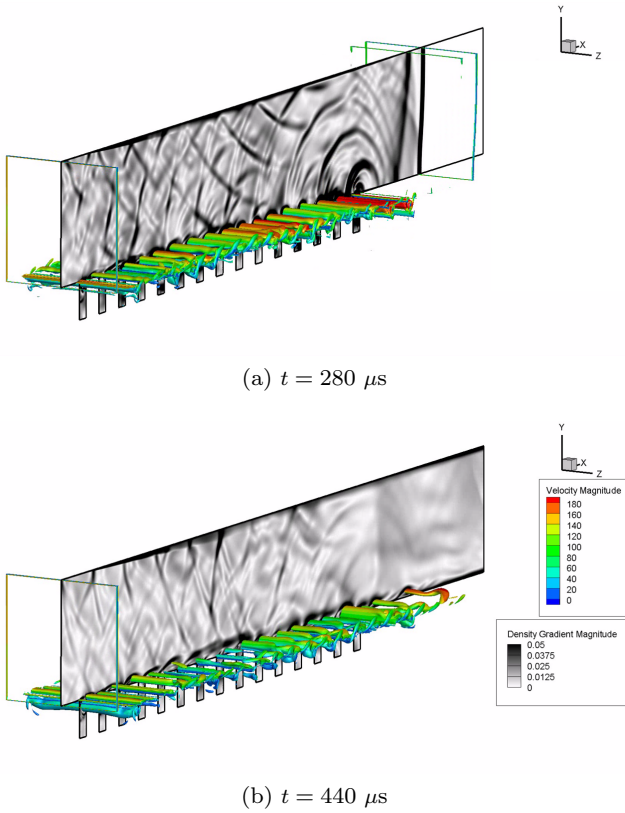 Y
X
Z
(a) t = 280 μs
Y
X
Z
Velocity Magnitude
180
160
140
120
100
80
60
40
20
0
Density Gradient Magnitude
0.05
0.0375
0.025
0.0125
0
(b) t = 440 μs